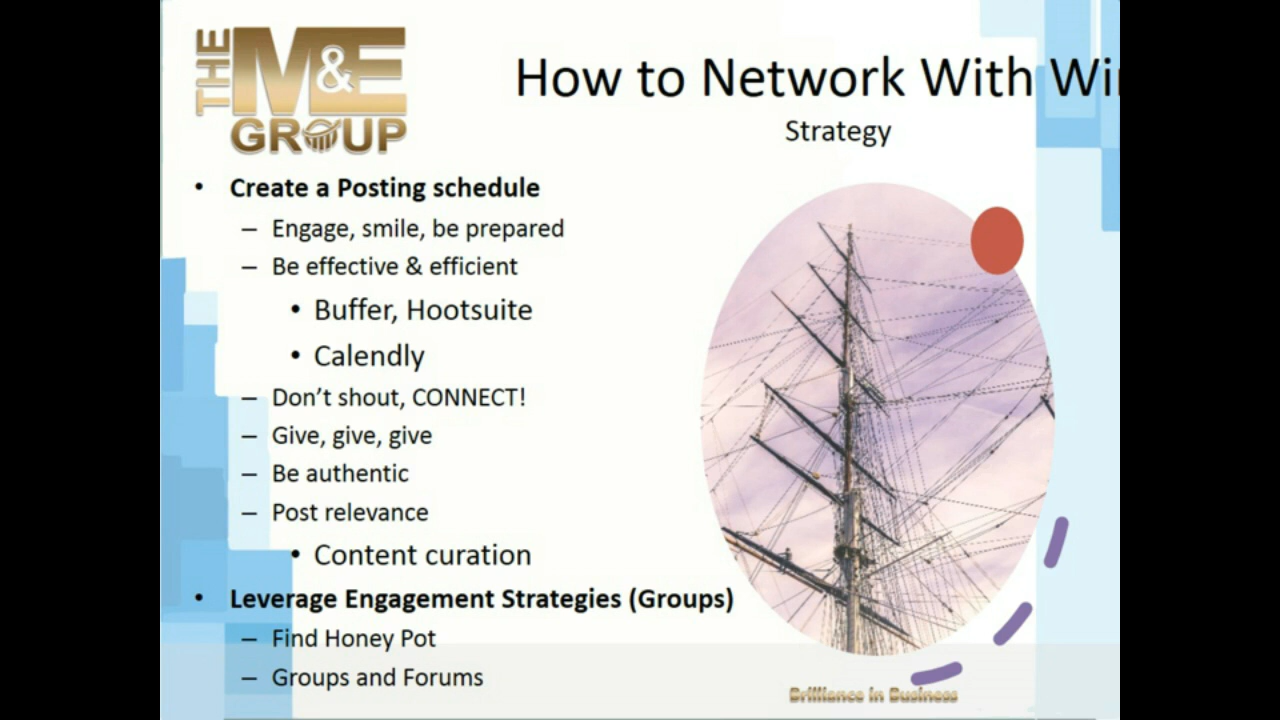 THE M&E GROUP
How to Network With
Strategy
• Create a Posting schedule
– Engage, smile, be prepared
– Be effective & efficient
• Buffer, Hootsuite
• Calendly
– Don’t shout, CONNECT!
– Give, give, give
– Be authentic
– Post relevance
• Content curation
• Leverage Engagement Strategies (Groups)
– Find Honey Pot
– Groups and Forums
Brilliance in Business